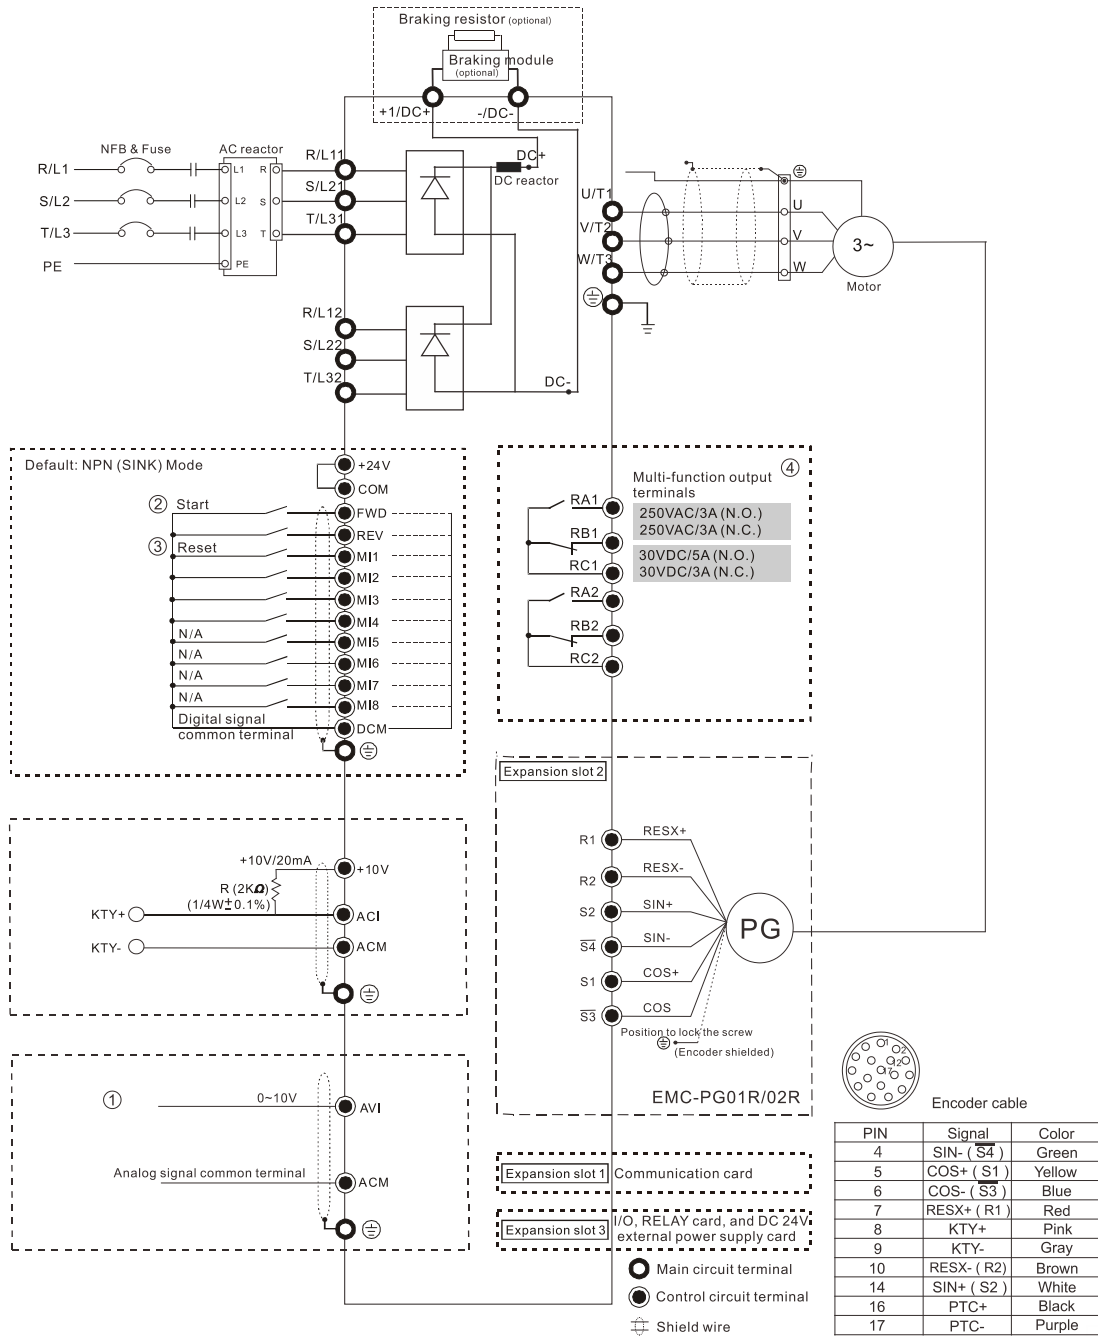 Braking resistor (optional)
Braking module
(optional)
+1/DC+
-/DC-
NFB & Fuse
AC reactor
R/L1
S/L2
T/L3
PE
L1
L2
L3
PE
R
S
T
R/L11
S/L21
T/L31
DC+
DC reactor
R/L12
S/L22
T/L32
DC-
U/T1
V/T2
W/T3
U
V
W
3~
Motor
Default: NPN (SINK) Mode
+24V
COM
② Start
FWD
REV
③ Reset
MI1
MI2
MI3
MI4
N/A
MI5
N/A
MI6
N/A
MI7
N/A
MI8
Digital signal
common terminal
DCM
④
Multi-function output
terminals
250VAC/3A (N.O.)
250VAC/3A (N.C.)
30VDC/5A (N.O.)
30VDC/3A (N.C.)
RA1
RB1
RC1
RA2
RB2
RC2
+10V/20mA
+10V
R (2KΩ)
(1/4W±0.1%)
KTY+
ACI
KTY-
ACM
①
0~10V
AVI
Analog signal common terminal
ACM
Expansion slot 2
R1 RESX+
R2 RESX-
S2 SIN+
S̅4̅ SIN-
S1 COS+
S̅3̅ COS
PG
Position to lock the screw
(Encoder shielded)
EMC-PG01R/02R
Expansion slot 1 Communication card
Expansion slot 3
I/O, RELAY card, and DC 24V
external power supply card
Main circuit terminal
Control circuit terminal
Shield wire
1
2
12
17
Encoder cable
PIN Signal Color
4 SIN- ( S̅4̅ ) Green
5 COS+ ( S1 ) Yellow
6 COS- ( S̅3̅ ) Blue
7 RESX+ ( R1 ) Red
8 KTY+ Pink
9 KTY- Gray
10 RESX- ( R2) Brown
14 SIN+ ( S2 ) White
16 PTC+ Black
17 PTC- Purple